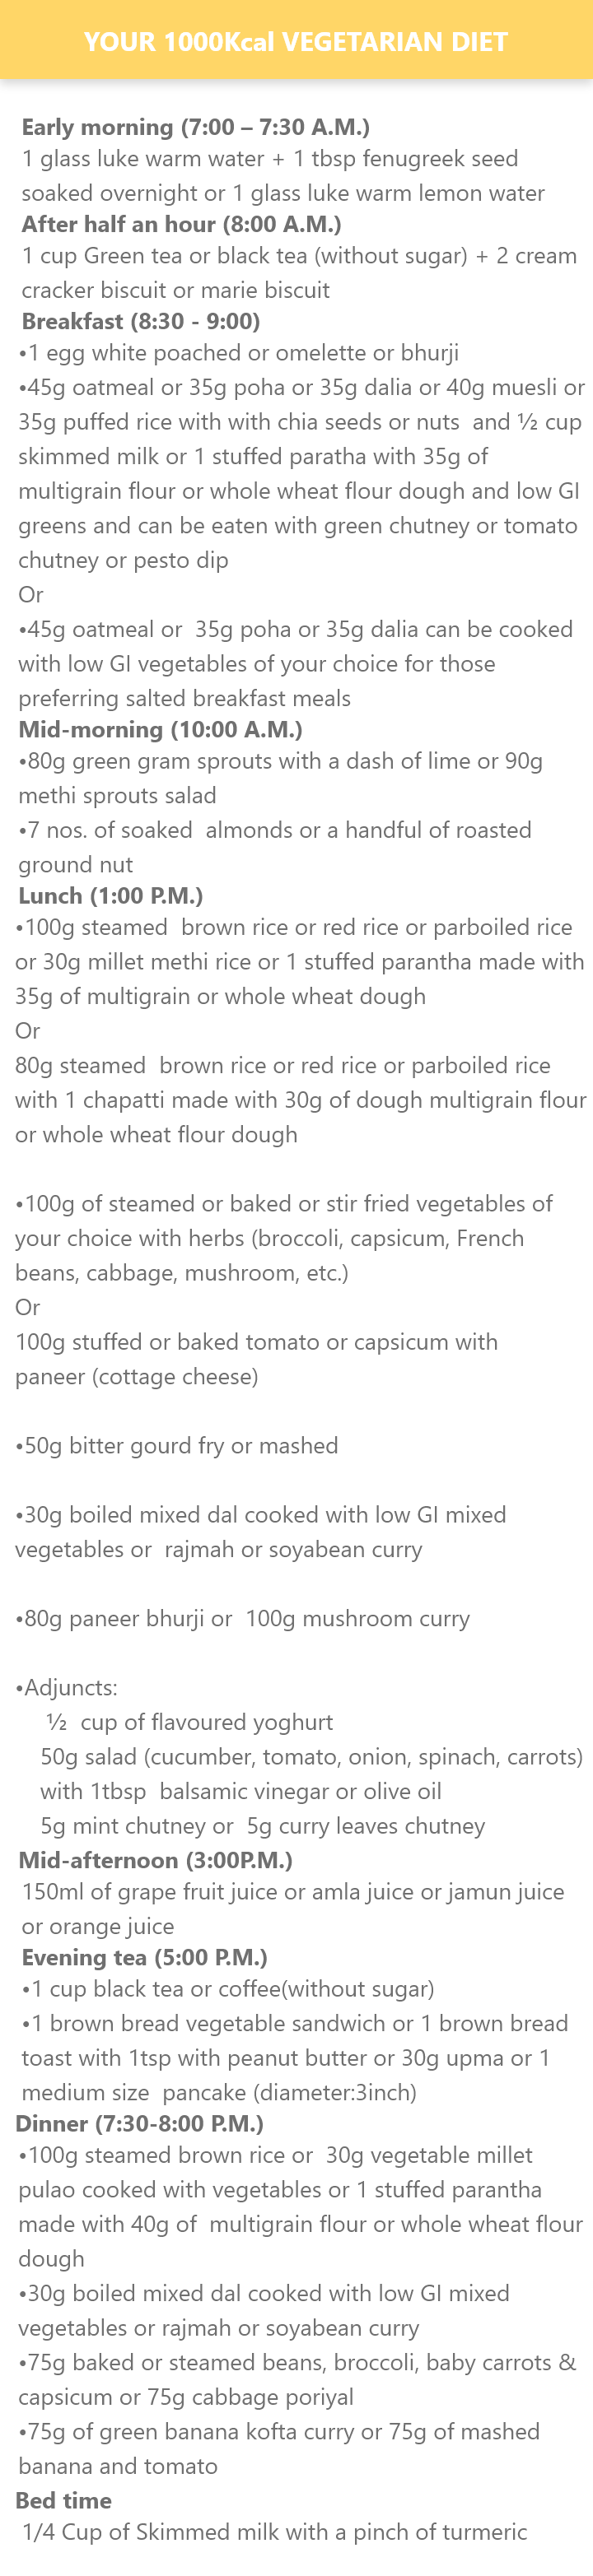 YOUR 1000Kcal VEGETARIAN DIET
Early morning (7:00 – 7:30 A.M.)
1 glass luke warm water + 1 tbsp fenugreek seed
soaked overnight or 1 glass luke warm lemon water
After half an hour (8:00 A.M.)
1 cup Green tea or black tea (without sugar) + 2 cream
cracker biscuit or marie biscuit
Breakfast (8:30 - 9:00)
•1 egg white poached or omelette or bhurji
•45g oatmeal or 35g poha or 35g dalia or 40g muesli or
35g puffed rice with with chia seeds or nuts and ½ cup
skimmed milk or 1 stuffed paratha with 35g of
multigrain flour or whole wheat flour dough and low GI
greens and can be eaten with green chutney or tomato
chutney or pesto dip
Or
•45g oatmeal or 35g poha or 35g dalia can be cooked
with low GI vegetables of your choice for those
preferring salted breakfast meals
Mid-morning (10:00 A.M.)
•80g green gram sprouts with a dash of lime or 90g
methi sprouts salad
•7 nos. of soaked almonds or a handful of roasted
ground nut
Lunch (1:00 P.M.)
•100g steamed brown rice or red rice or parboiled rice
or 30g millet methi rice or 1 stuffed parantha made with
35g of multigrain or whole wheat dough
Or
80g steamed brown rice or red rice or parboiled rice
with 1 chapatti made with 30g of dough multigrain flour
or whole wheat flour dough
•100g of steamed or baked or stir fried vegetables of
your choice with herbs (broccoli, capsicum, French
beans, cabbage, mushroom, etc.)
Or
100g stuffed or baked tomato or capsicum with
paneer (cottage cheese)
•50g bitter gourd fry or mashed
•30g boiled mixed dal cooked with low GI mixed
vegetables or rajmah or soyabean curry
•80g paneer bhurji or 100g mushroom curry
•Adjuncts:
½ cup of flavoured yoghurt
50g salad (cucumber, tomato, onion, spinach, carrots)
with 1tbsp balsamic vinegar or olive oil
5g mint chutney or 5g curry leaves chutney
Mid-afternoon (3:00P.M.)
150ml of grape fruit juice or amla juice or jamun juice
or orange juice
Evening tea (5:00 P.M.)
•1 cup black tea or coffee(without sugar)
•1 brown bread vegetable sandwich or 1 brown bread
toast with 1tsp with peanut butter or 30g upma or 1
medium size pancake (diameter:3inch)
Dinner (7:30-8:00 P.M.)
•100g steamed brown rice or 30g vegetable millet
pulao cooked with vegetables or 1 stuffed parantha
made with 40g of multigrain flour or whole wheat flour
dough
•30g boiled mixed dal cooked with low GI mixed
vegetables or rajmah or soyabean curry
•75g baked or steamed beans, broccoli, baby carrots &
capsicum or 75g cabbage poriyal
•75g of green banana kofta curry or 75g of mashed
banana and tomato
Bed time
1/4 Cup of Skimmed milk with a pinch of turmeric